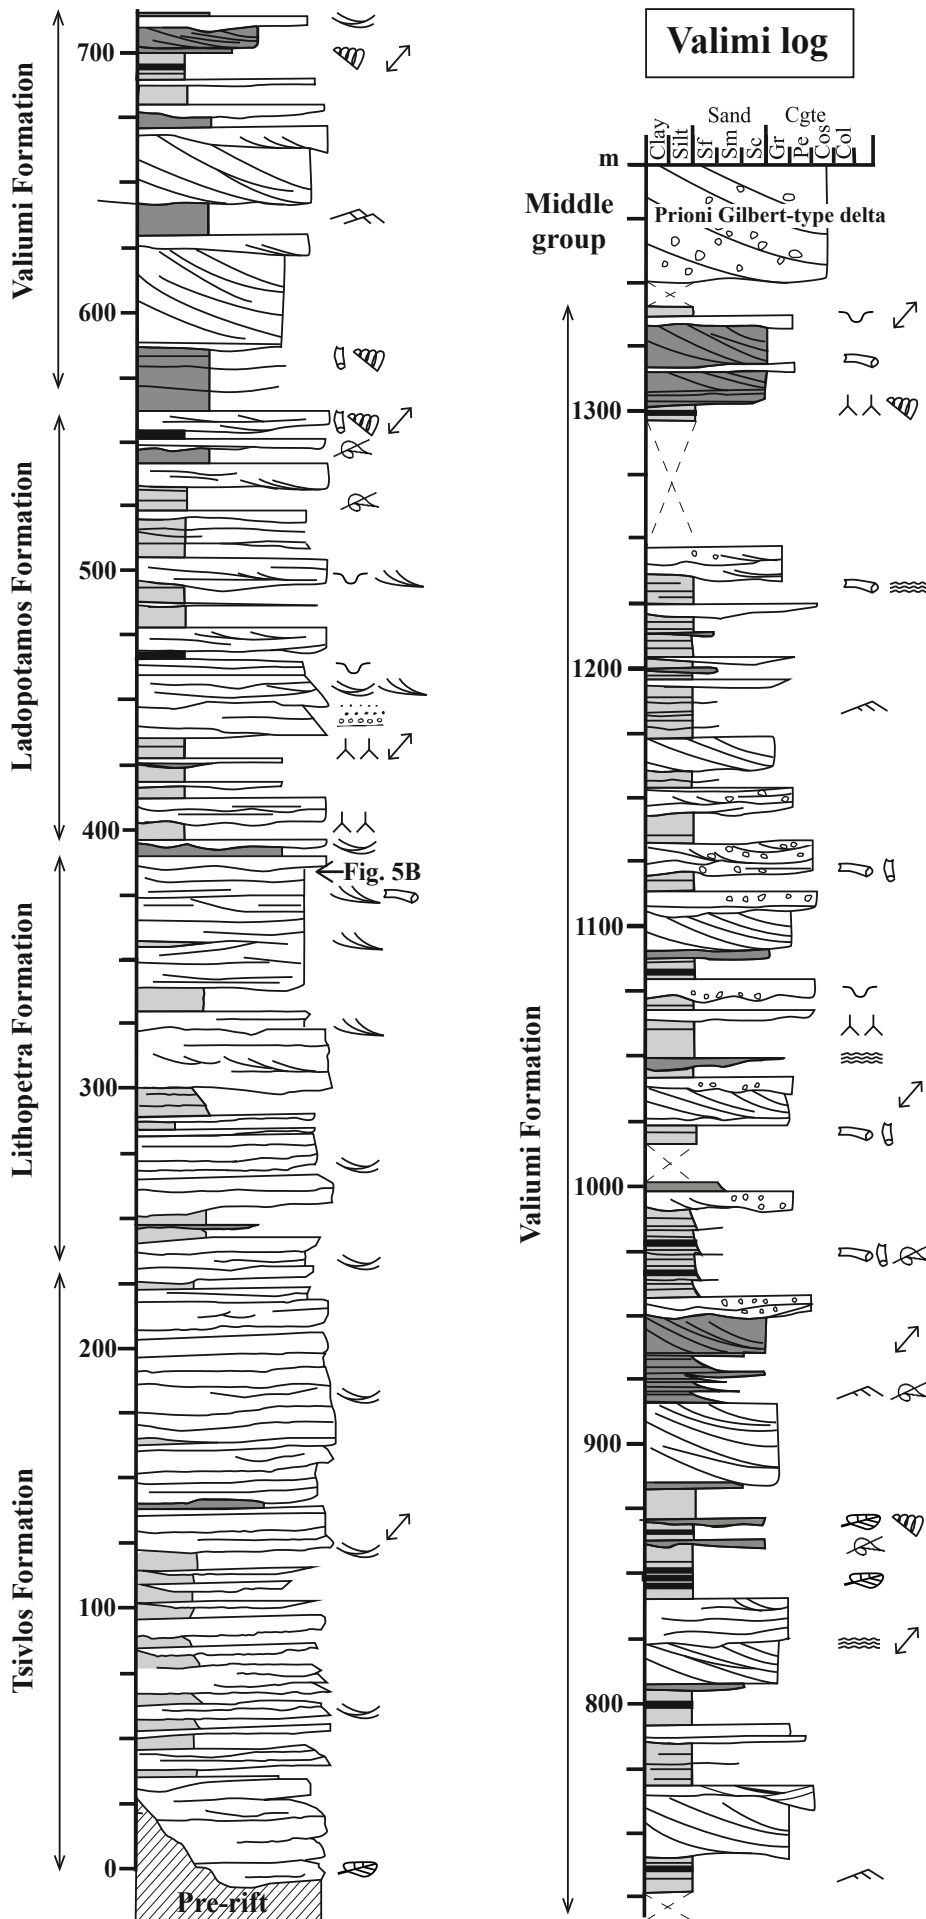 Valimi log
Sand
Cgte
Clay
Silt
Sf
Sm
Sc
Gr
Pe
Cos
Col
m
Middle
group
Prioni Gilbert-type delta
1300
1200
1100
1000
900
800
Valiumi Formation
700
600
500
400
300
200
100
0
Valiumi Formation
Ladopotamos Formation
Lithopetra Formation
Tsivlos Formation
Fig. 5B
Pre-rift